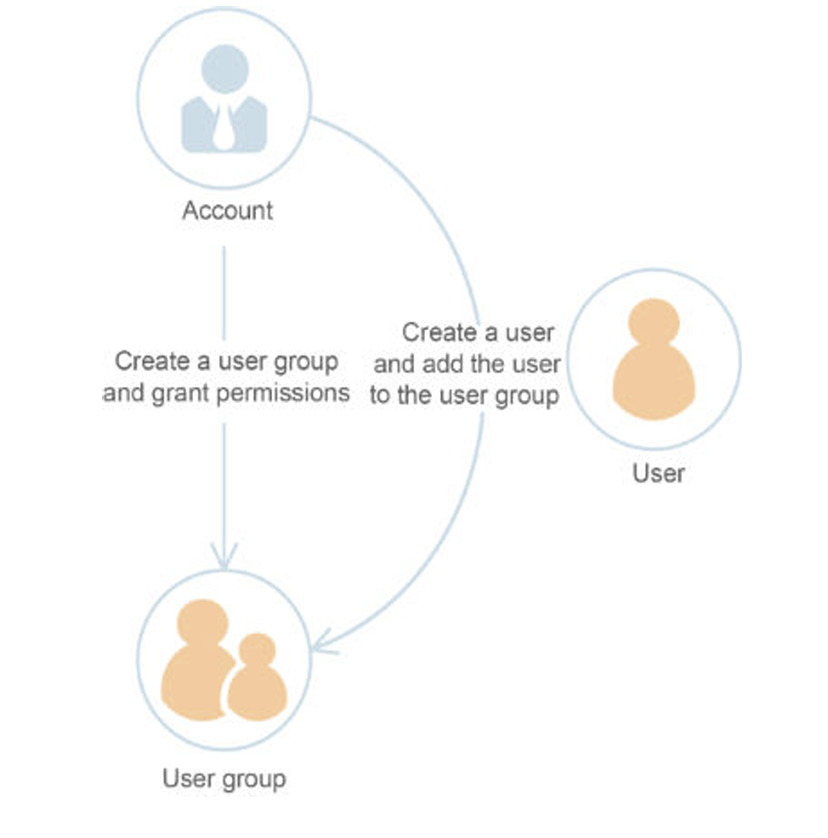 Account
Create a user group
and grant permissions
Create a user
and add the user
to the user group
User
User group